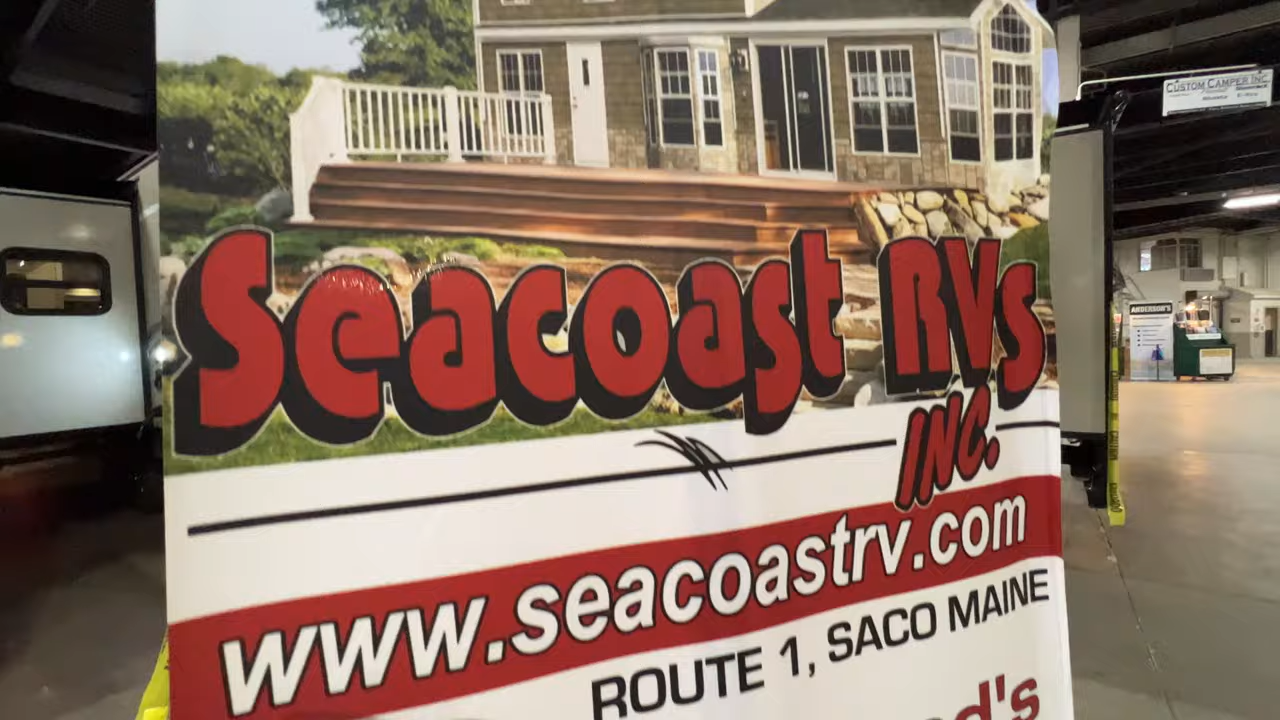 CUSTOM CAMPER INC.
ANDERSON'S
Seacoast RVs
INC.
www.seacoastrv.com
ROUTE 1, SACO MAINE